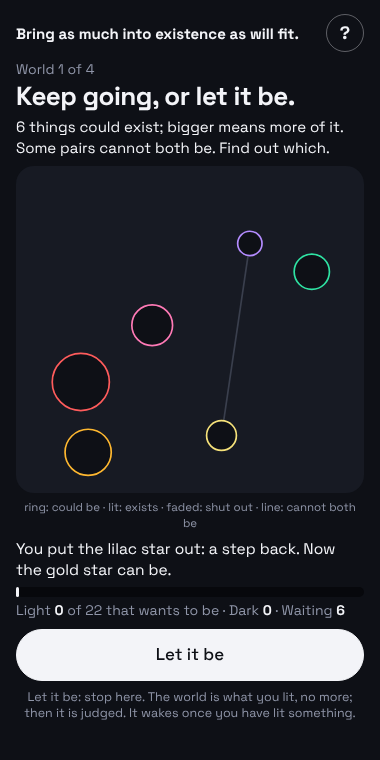 Bring as much into existence as will fit.
?
World 1 of 4
Keep going, or let it be.
6 things could exist; bigger means more of it.
Some pairs cannot both be. Find out which.
ring: could be · lit: exists · faded: shut out · line: cannot both
be
You put the lilac star out: a step back. Now
the gold star can be.
Light 0 of 22 that wants to be · Dark 0 · Waiting 6
Let it be
Let it be: stop here. The world is what you lit, no more;
then it is judged. It wakes once you have lit something.